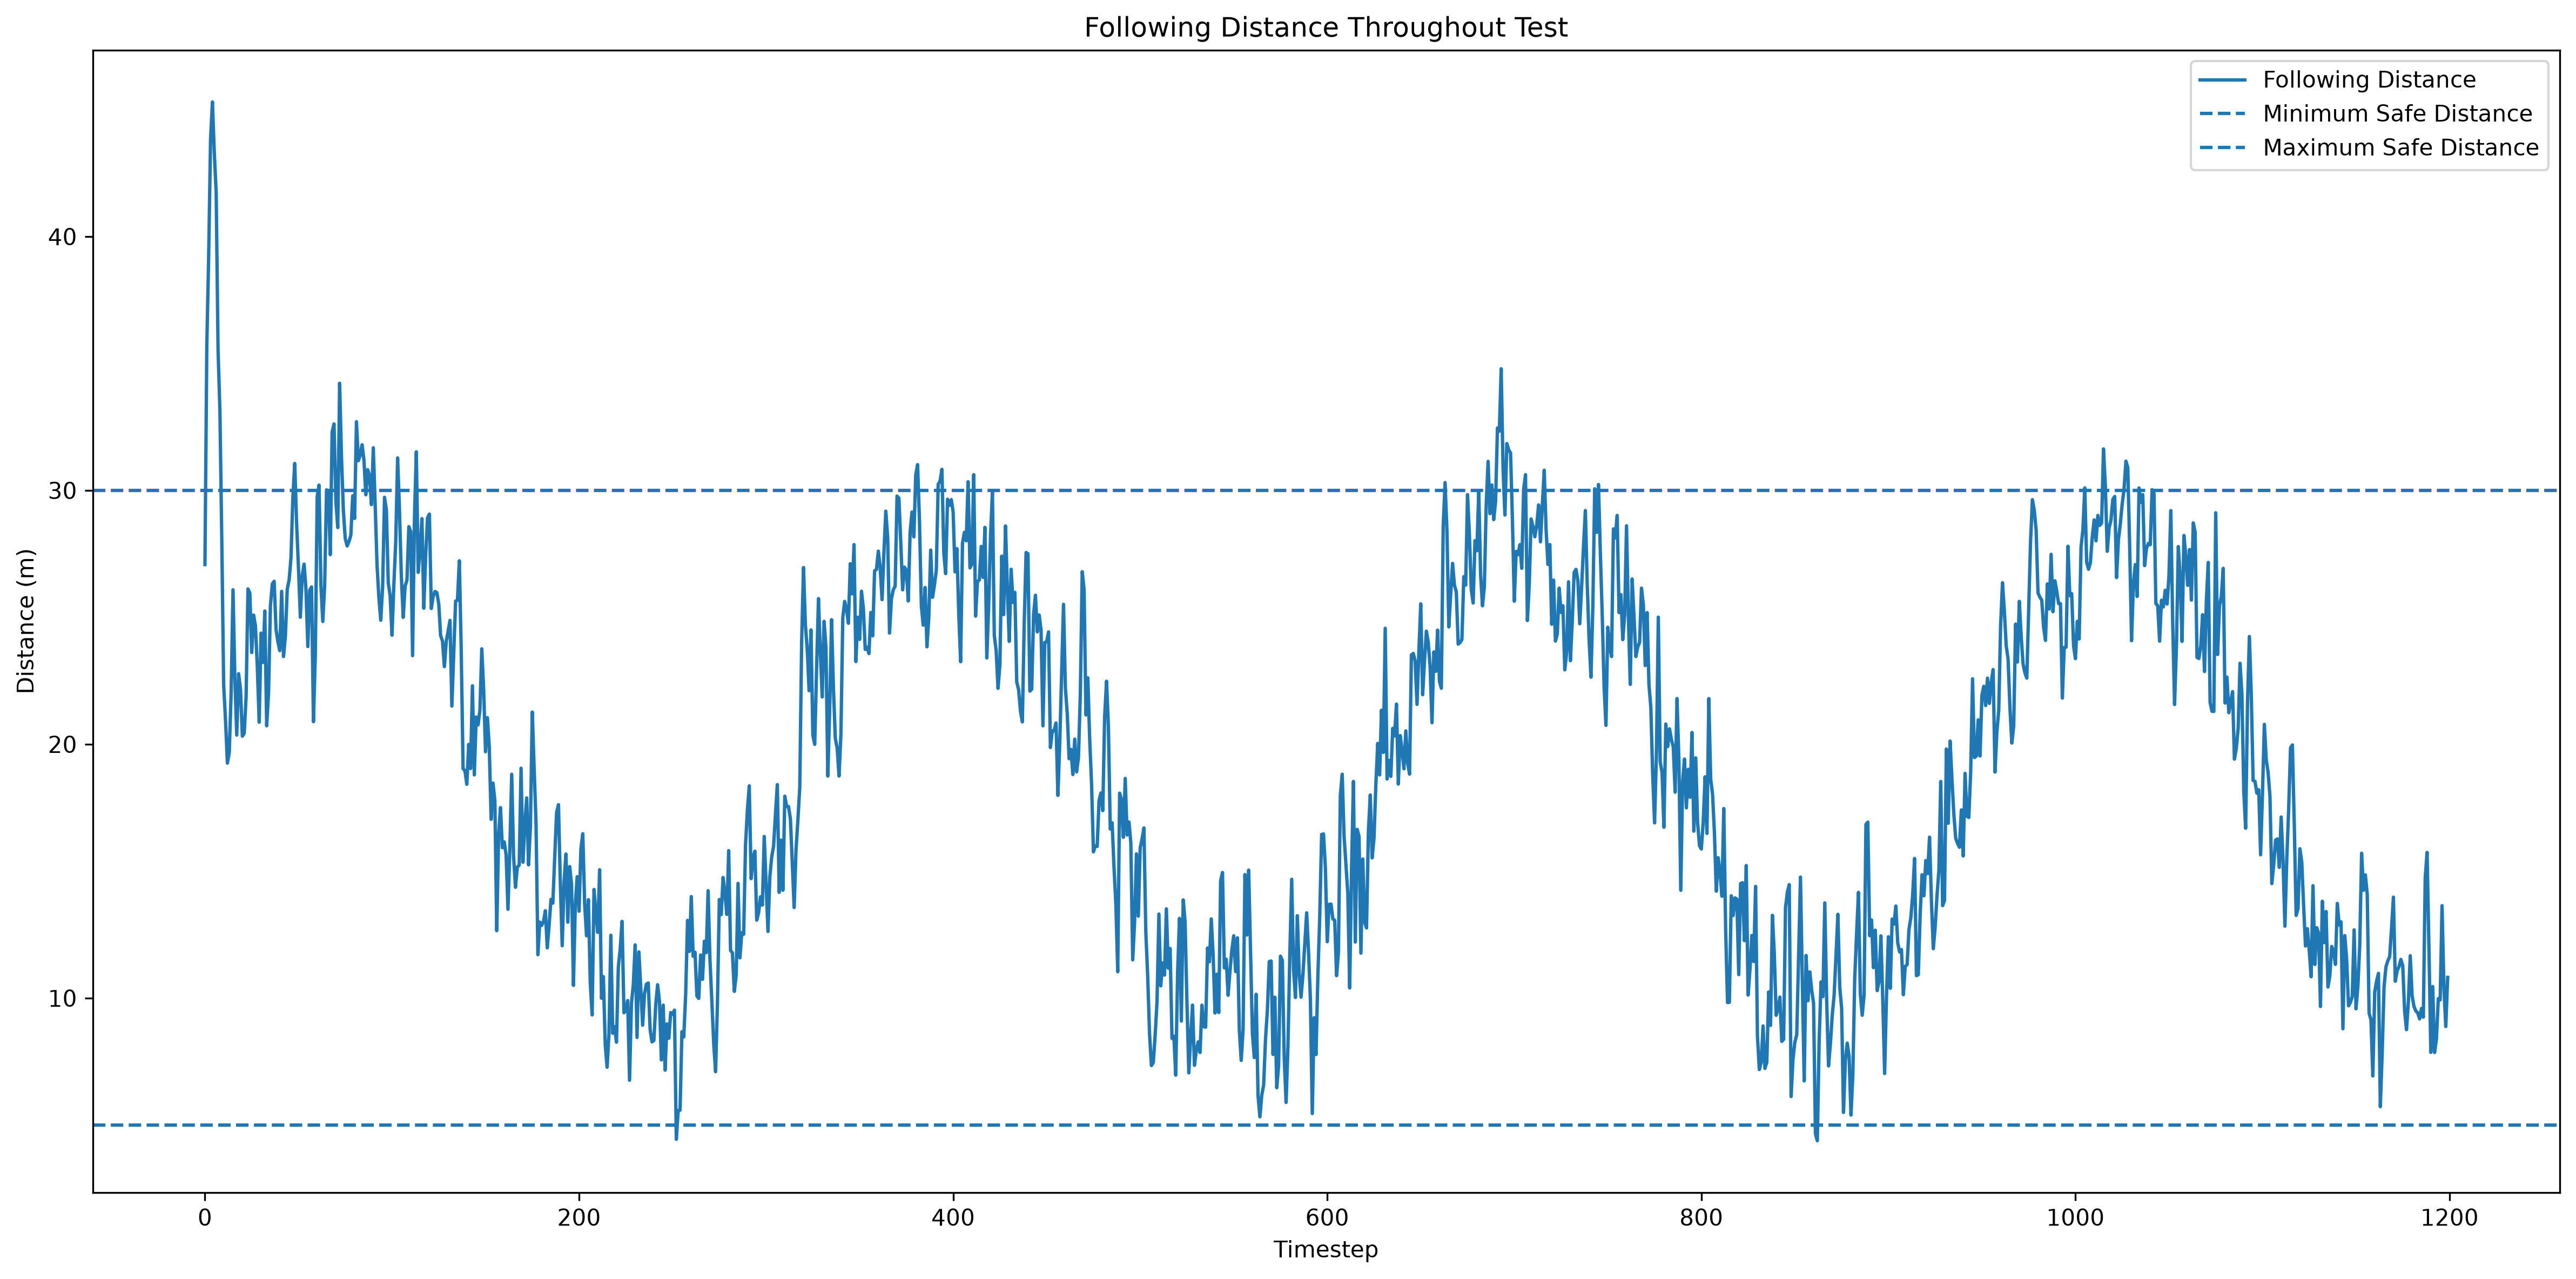 Following Distance Throughout Test
Following Distance
Minimum Safe Distance
Maximum Safe Distance
Distance (m)
40
30
20
10
0
200
400
600
800
1000
1200
Timestep